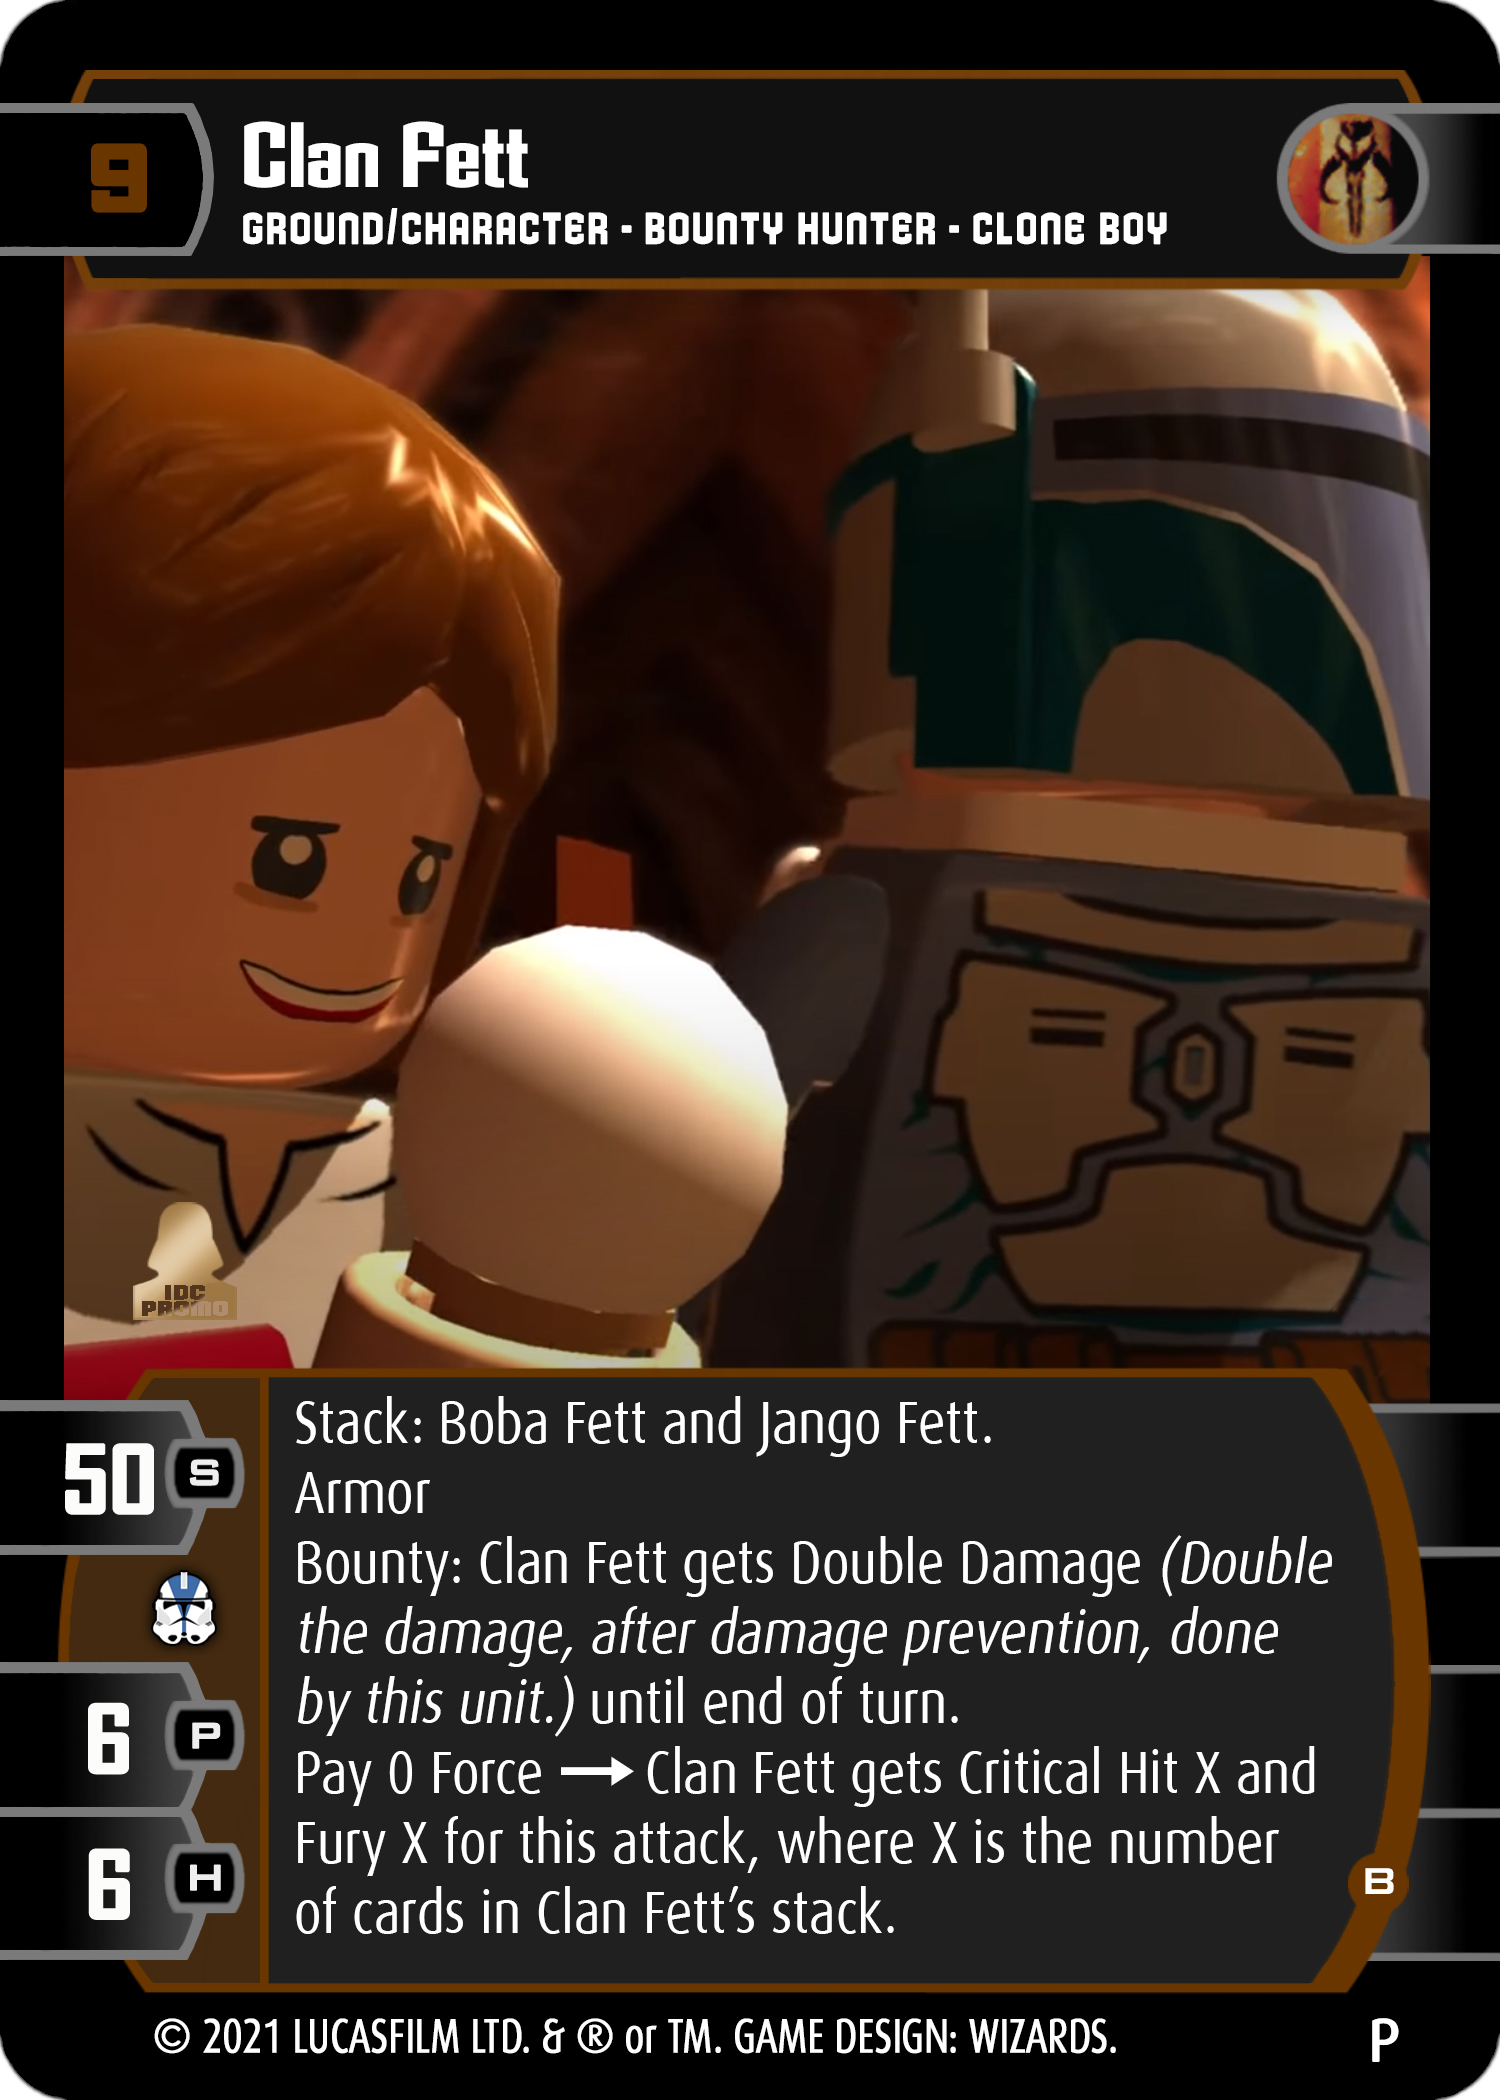 9
Clan Fett
GROUND/CHARACTER - BOUNTY HUNTER - CLONE BOY
IDC
PROMO
50 S
6 P
6 H
Stack: Boba Fett and Jango Fett.
Armor
Bounty: Clan Fett gets Double Damage (Double
the damage, after damage prevention, done
by this unit.) until end of turn.
Pay 0 Force → Clan Fett gets Critical Hit X and
Fury X for this attack, where X is the number
of cards in Clan Fett's stack.
B
© 2021 LUCASFILM LTD. & ® or TM. GAME DESIGN: WIZARDS.
P